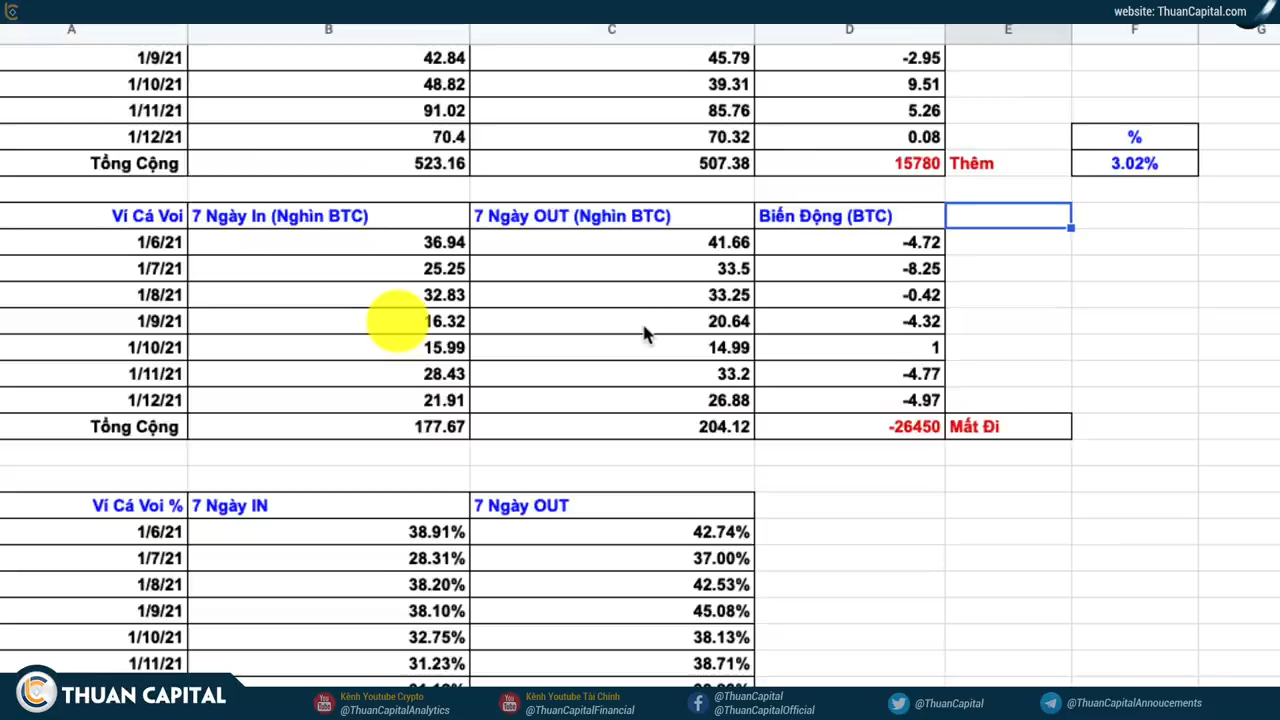 website: ThuanCapital.com
A B C D E F G
1/9/21 42.84 45.79 -2.95
1/10/21 48.82 39.31 9.51
1/11/21 91.02 85.76 5.26
1/12/21 70.4 70.32 0.08 %
Tổng Cộng 523.16 507.38 15780 Thêm 3.02%
Ví Cá Voi 7 Ngày In (Nghìn BTC) 7 Ngày OUT (Nghìn BTC) Biến Động (BTC)
1/6/21 36.94 41.66 -4.72
1/7/21 25.25 33.5 -8.25
1/8/21 32.83 33.25 -0.42
1/9/21 16.32 20.64 -4.32
1/10/21 15.99 14.99 1
1/11/21 28.43 33.2 -4.77
1/12/21 21.91 26.88 -4.97
Tổng Cộng 177.67 204.12 -26450 Mất Đi
Ví Cá Voi % 7 Ngày IN 7 Ngày OUT
1/6/21 38.91% 42.74%
1/7/21 28.31% 37.00%
1/8/21 38.20% 42.53%
1/9/21 38.10% 45.08%
1/10/21 32.75% 38.13%
1/11/21 31.23% 38.71%
THUAN CAPITAL
Kênh Youtube Crypto
@ThuanCapitalAnalytics
Kênh Youtube Tài Chính
@ThuanCapitalFinancial
@ThuanCapital
@ThuanCapitalOfficial
@ThuanCapital
@ThuanCapitalAnnoucements